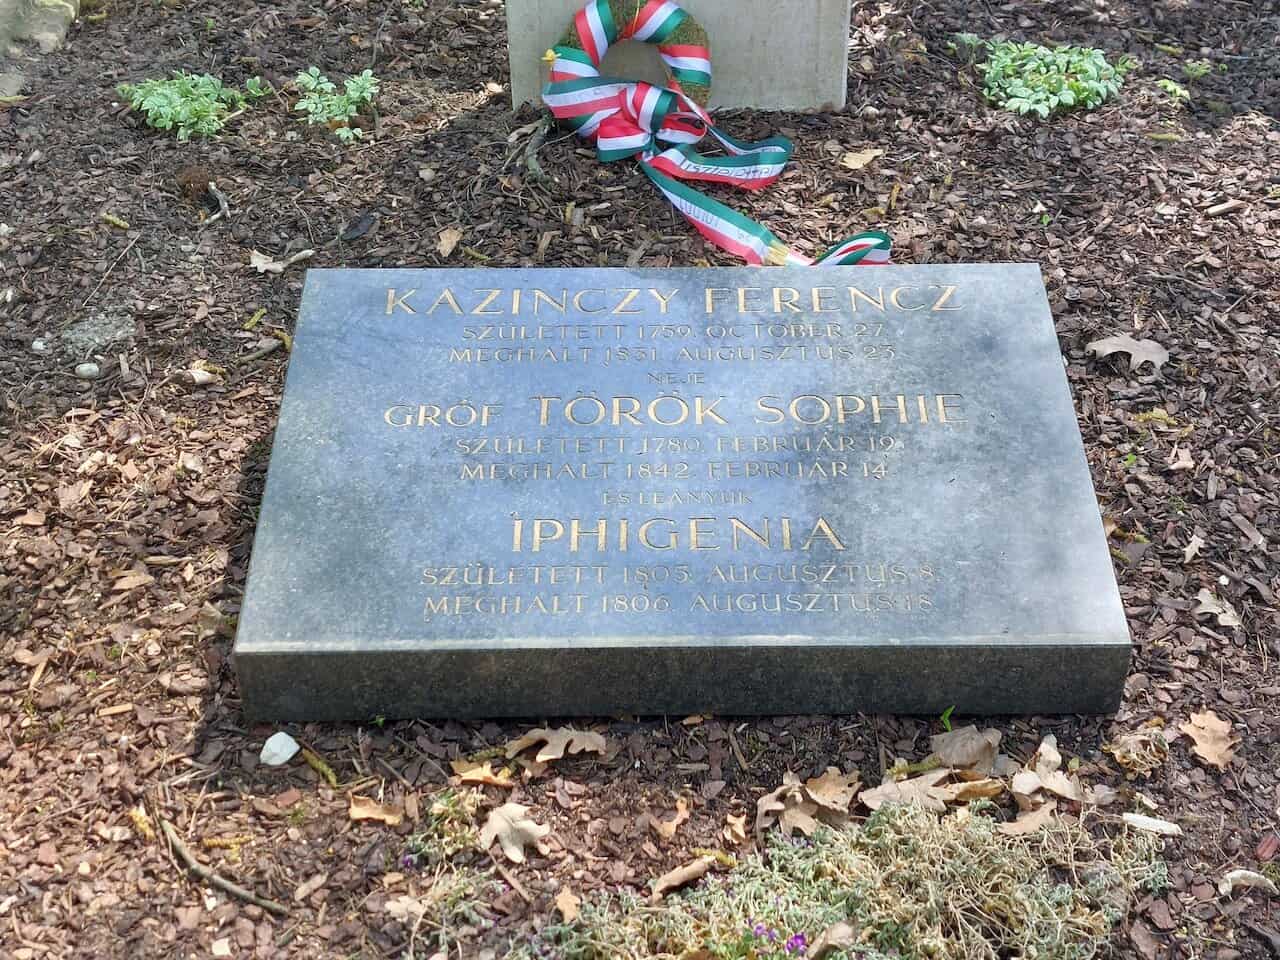 KAZINCZY FERENCZ
SZÜLETETT 1759. OCTOBER 27.
MEGHALT 1831. AUGUSZTUS 23.
NEJE
GRÓF TÖRÖK SOPHIE
SZÜLETETT 1780. FEBRUÁR 19.
MEGHALT 1842. FEBRUÁR 14.
ÉS LEÁNYUK
IPHIGENIA
SZÜLETETT 1805. AUGUSZTUS 8.
MEGHALT 1806. AUGUSZTUS 18.